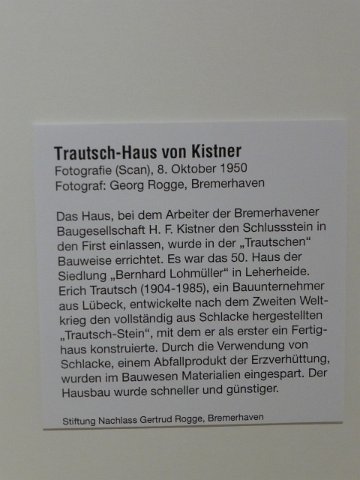 Trautsch-Haus von Kistner
Fotografie (Scan), 8. Oktober 1950
Fotograf: Georg Rogge, Bremerhaven
Das Haus, bei dem Arbeiter der Bremerhavener
Baugesellschaft H. F. Kistner den Schlussstein in
den First einlassen, wurde in der „Trautschen“
Bauweise errichtet. Es war das 50. Haus der
Siedlung „Bernhard Lohmüller“ in Leherheide.
Erich Trautsch (1904-1985), ein Bauunternehmer
aus Lübeck, entwickelte nach dem Zweiten Welt-
krieg den vollständig aus Schlacke hergestellten
„Trautsch-Stein“, mit dem er als erster ein Fertig-
haus konstruierte. Durch die Verwendung von
Schlacke, einem Abfallprodukt der Erzverhüttung,
wurden im Bauwesen Materialien eingespart. Der
Hausbau wurde schneller und günstiger.
Stiftung Nachlass Gertrud Rogge, Bremerhaven